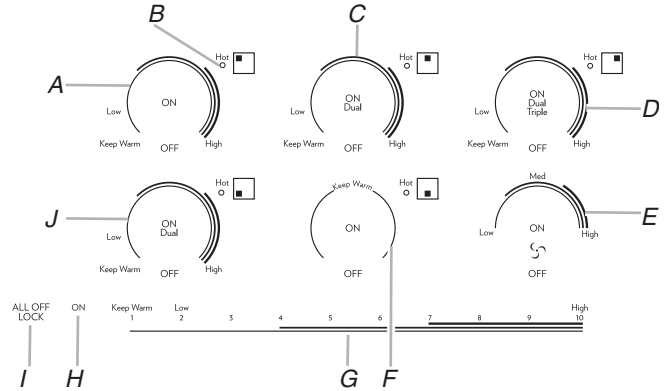 B
C
Hot
Hot
Hot
A
ON
ON
Dual
ON
Dual
Triple
D
Low
Low
Low
Keep Warm
OFF
High
Keep Warm
OFF
High
Keep Warm
OFF
High
Hot
Keep Warm
Hot
Med
J
ON
Dual
ON
ON
E
Low
Low
High
Keep Warm
OFF
High
OFF
OFF
ALL OFF
LOCK
ON
Keep Warm
Low
High
1 2 3 4 5 6 7 8 9 10
I
H
G
F